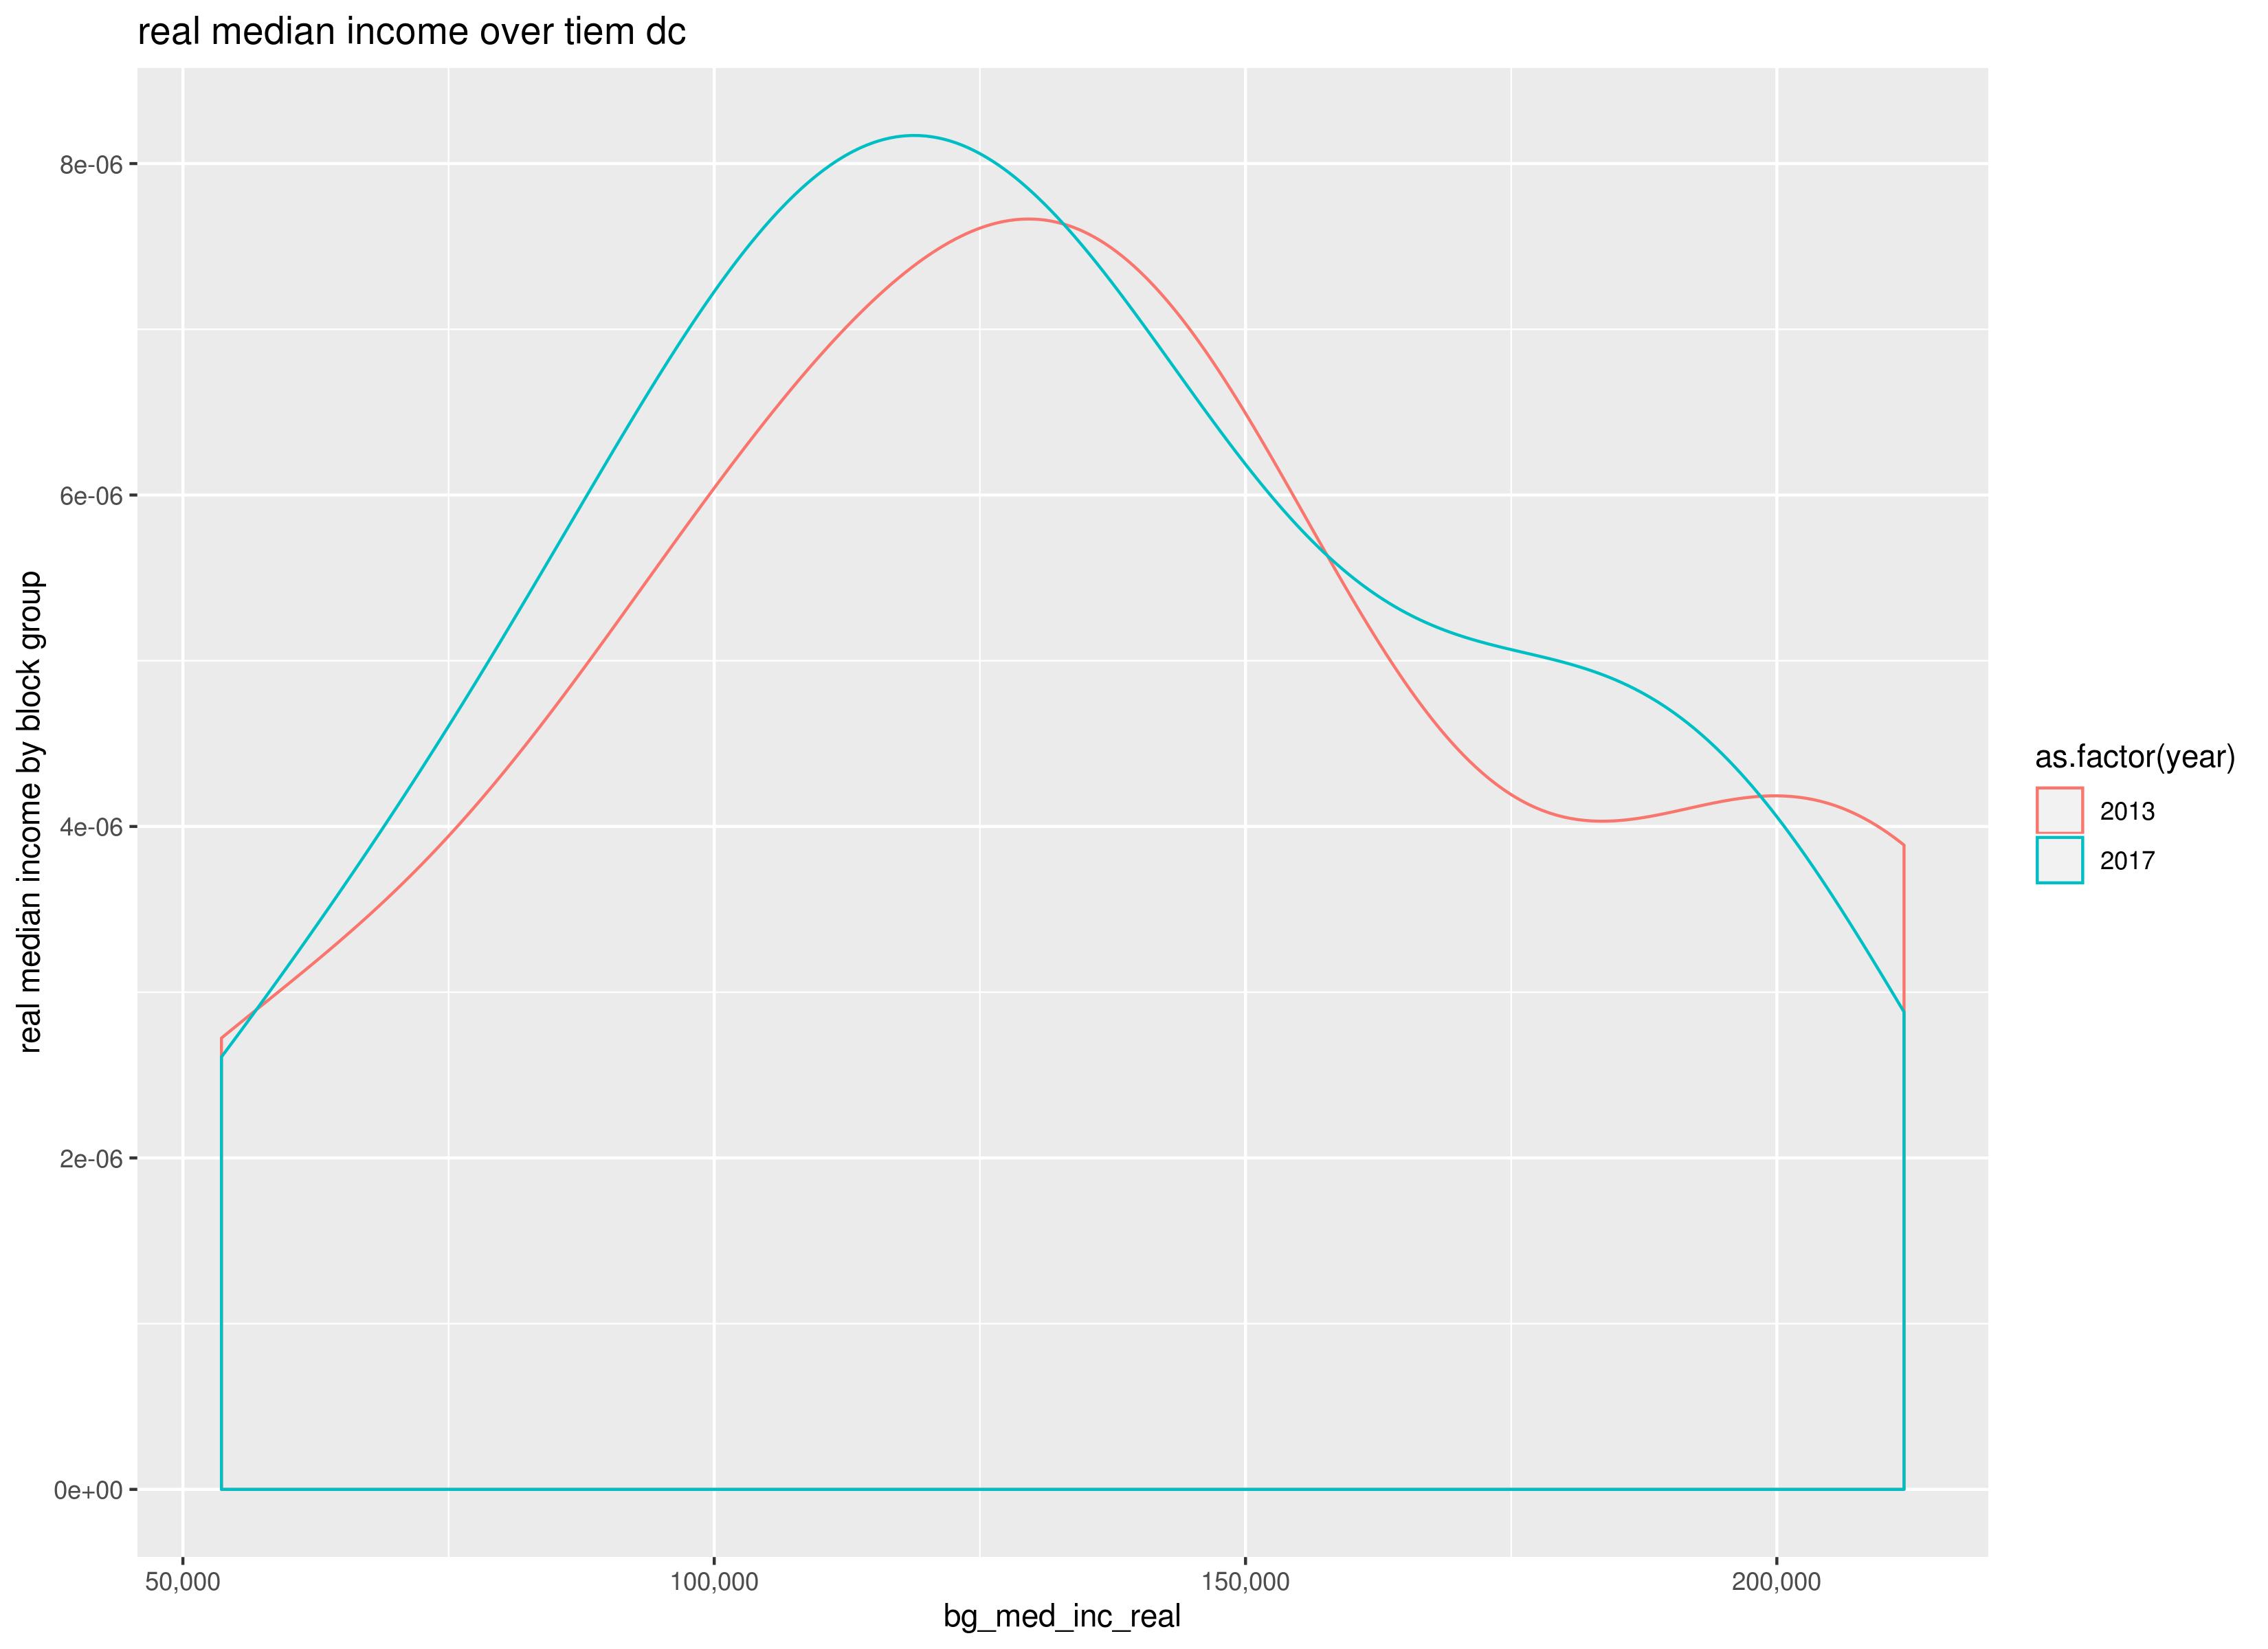 real median income over tiem dc
real median income by block group
8e-06
6e-06
4e-06
2e-06
0e+00
50,000
100,000
150,000
200,000
bg_med_inc_real
as.factor(year)
2013
2017